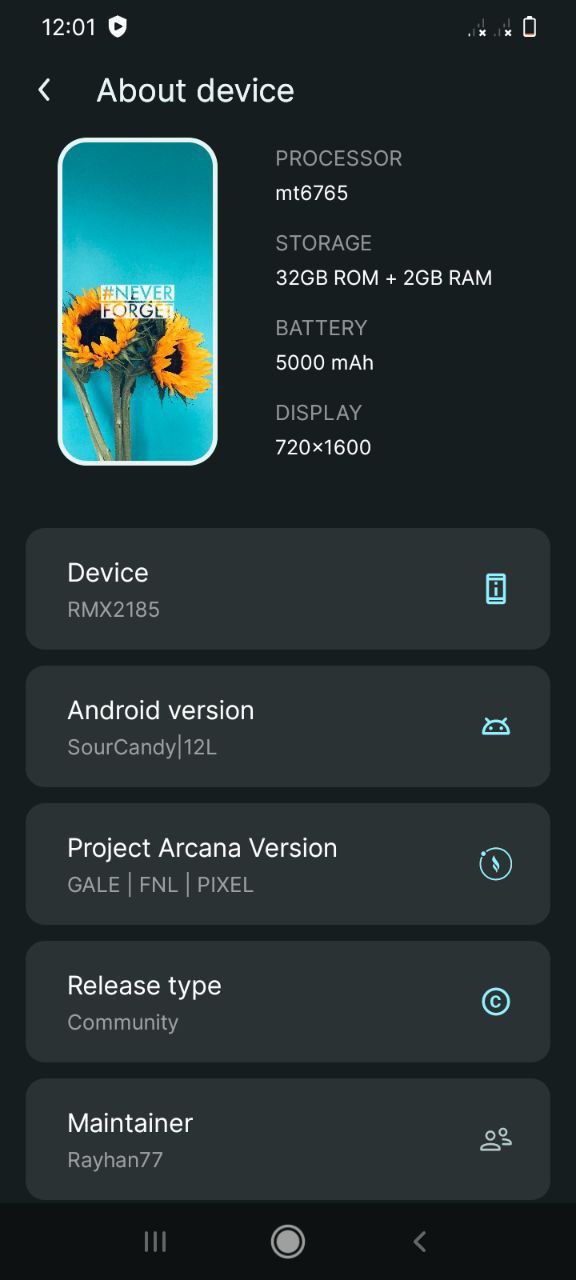 12:01
About device
#NEVER
FORGET
PROCESSOR
mt6765
STORAGE
32GB ROM + 2GB RAM
BATTERY
5000 mAh
DISPLAY
720×1600
Device
RMX2185
Android version
SourCandy|12L
Project Arcana Version
GALE | FNL | PIXEL
Release type
Community
Maintainer
Rayhan77